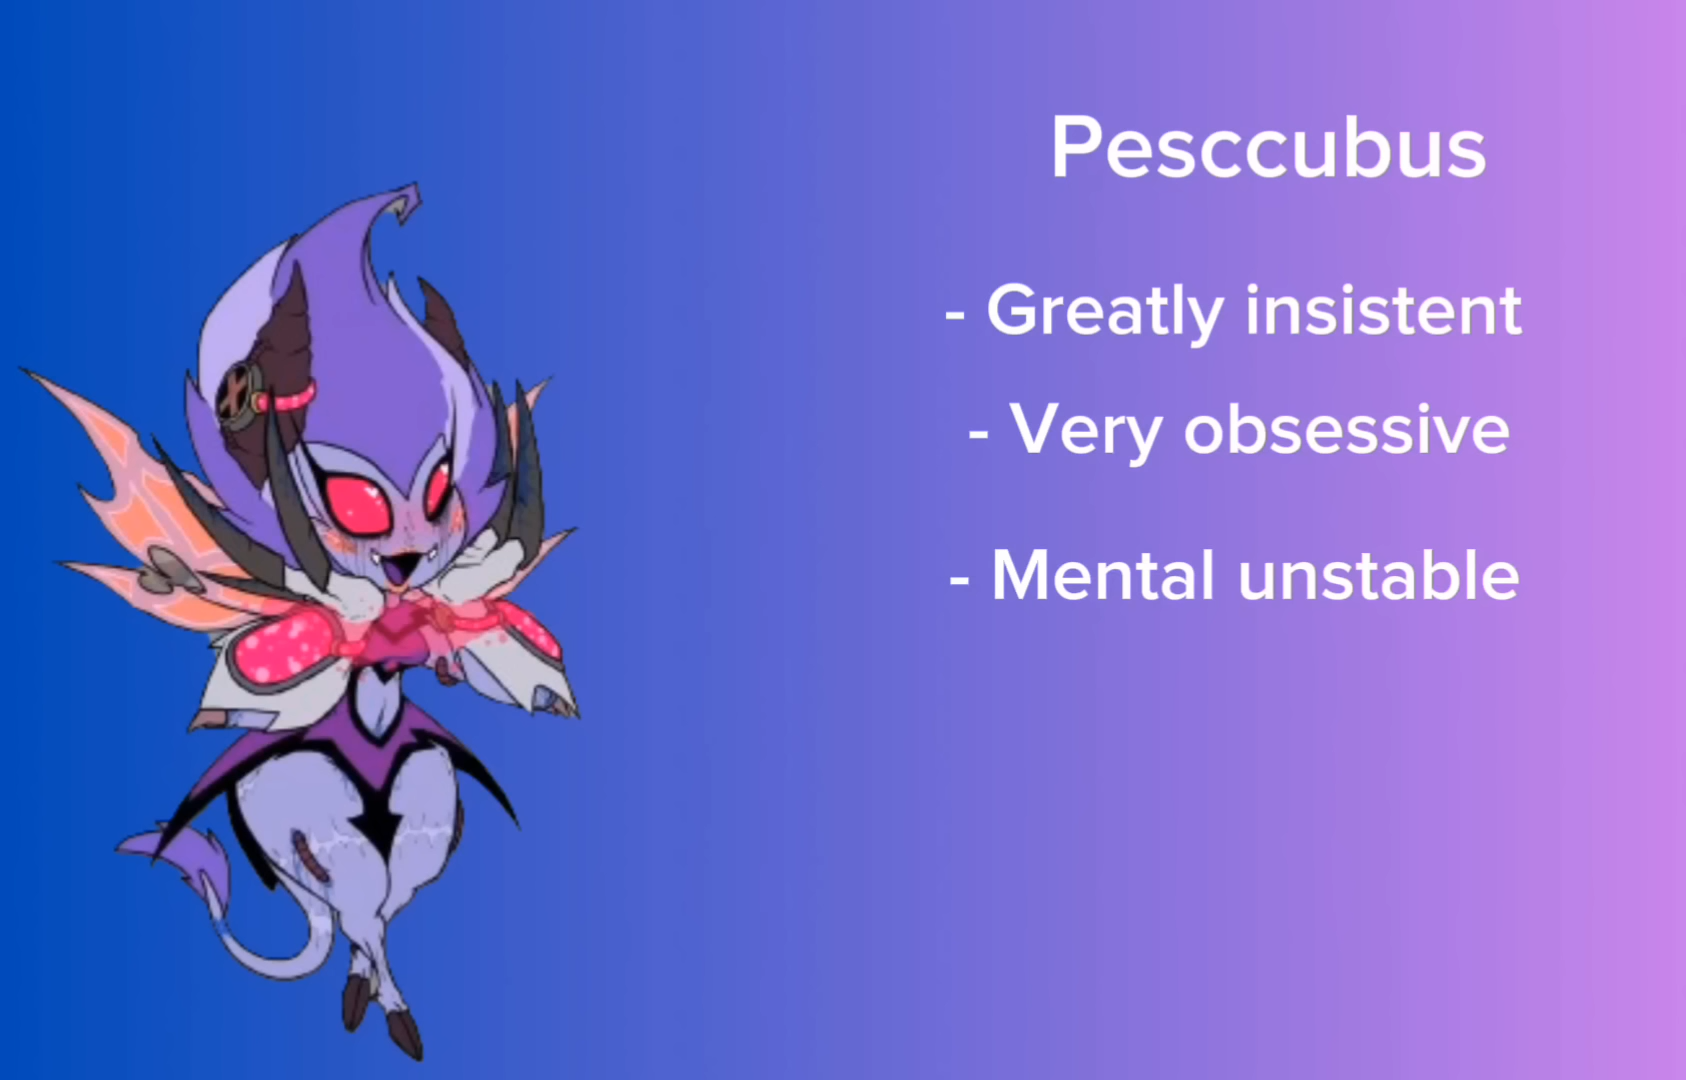 Pesccubus
- Greatly insistent
- Very obsessive
- Mental unstable